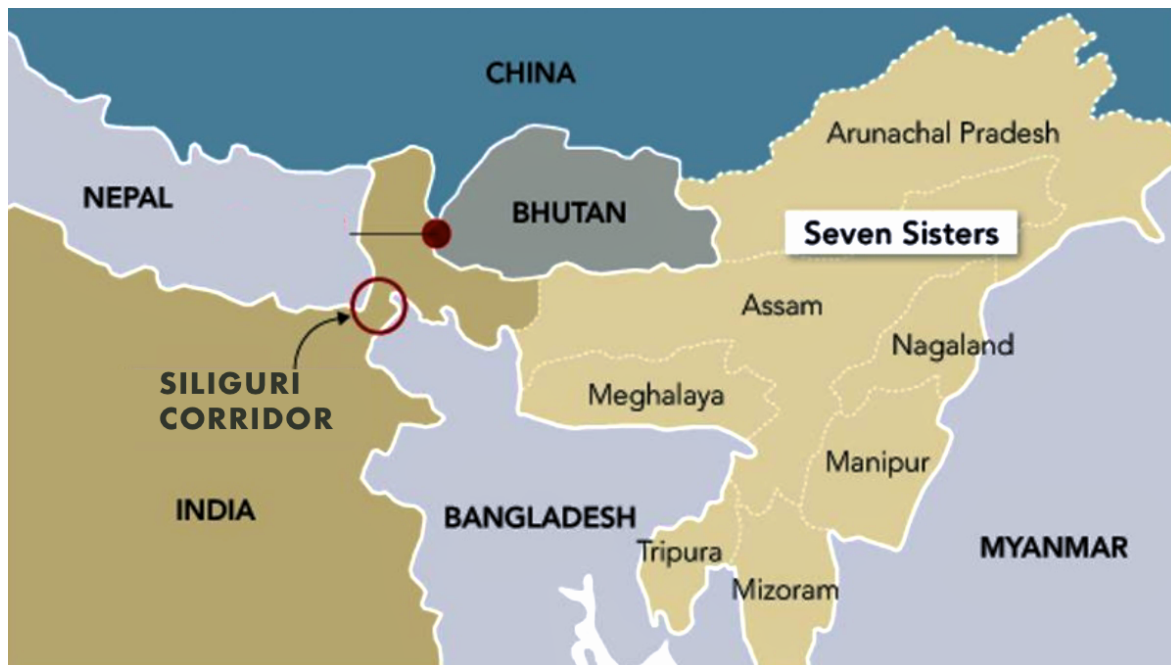 CHINA
Arunachal Pradesh
NEPAL
BHUTAN
Seven Sisters
Assam
Nagaland
SILIGURI
CORRIDOR
Meghalaya
Manipur
INDIA
BANGLADESH
Tripura
MYANMAR
Mizoram